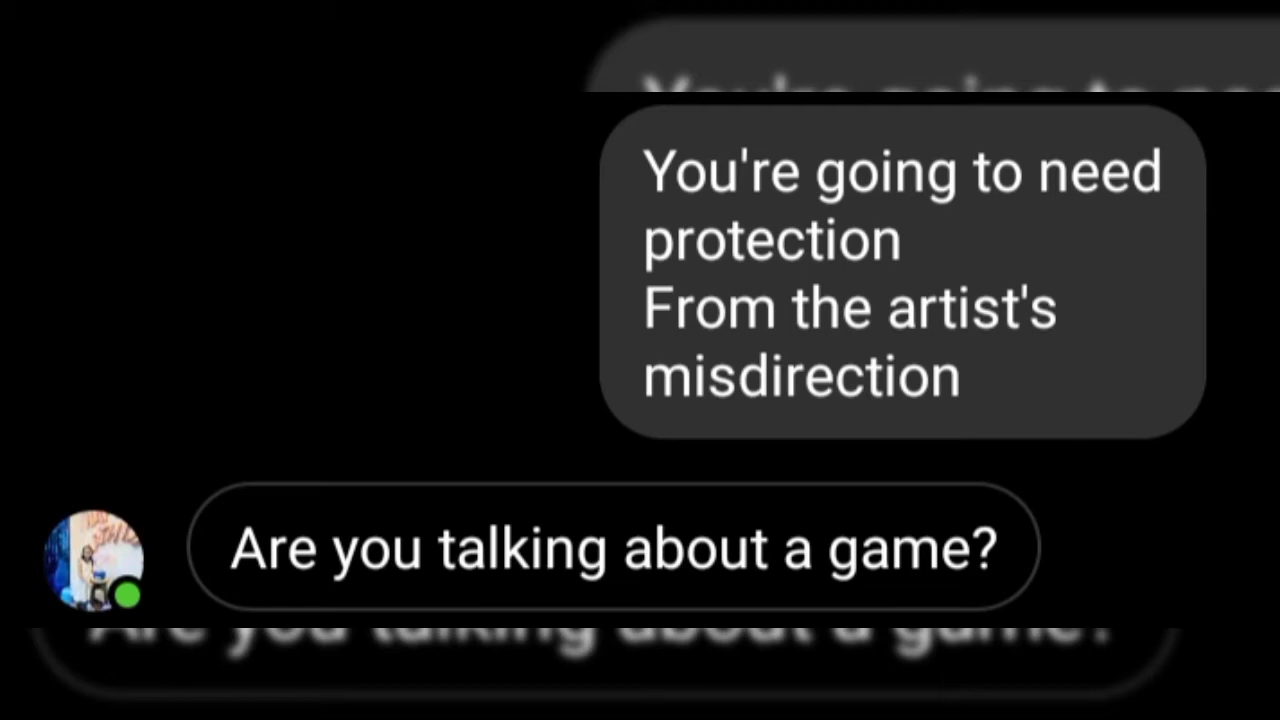 You're going to need
protection
From the artist's
misdirection
Are you talking about a game?